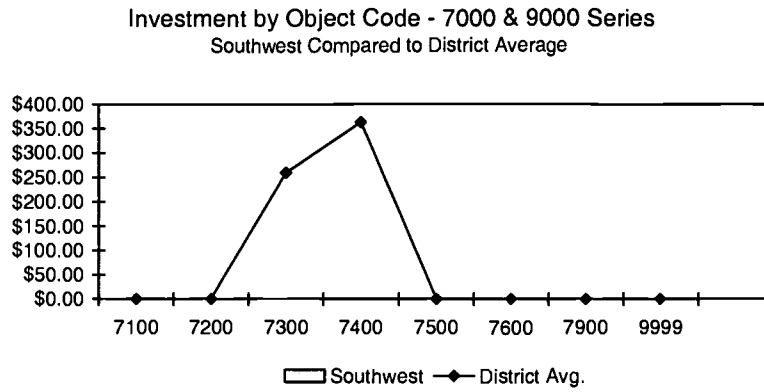 Investment by Object Code - 7000 & 9000 Series
Southwest Compared to District Average
$400.00
$350.00
$300.00
$250.00
$200.00
$150.00
$100.00
$50.00
$0.00
7100 7200 7300 7400 7500 7600 7900 9999
Southwest District Avg.